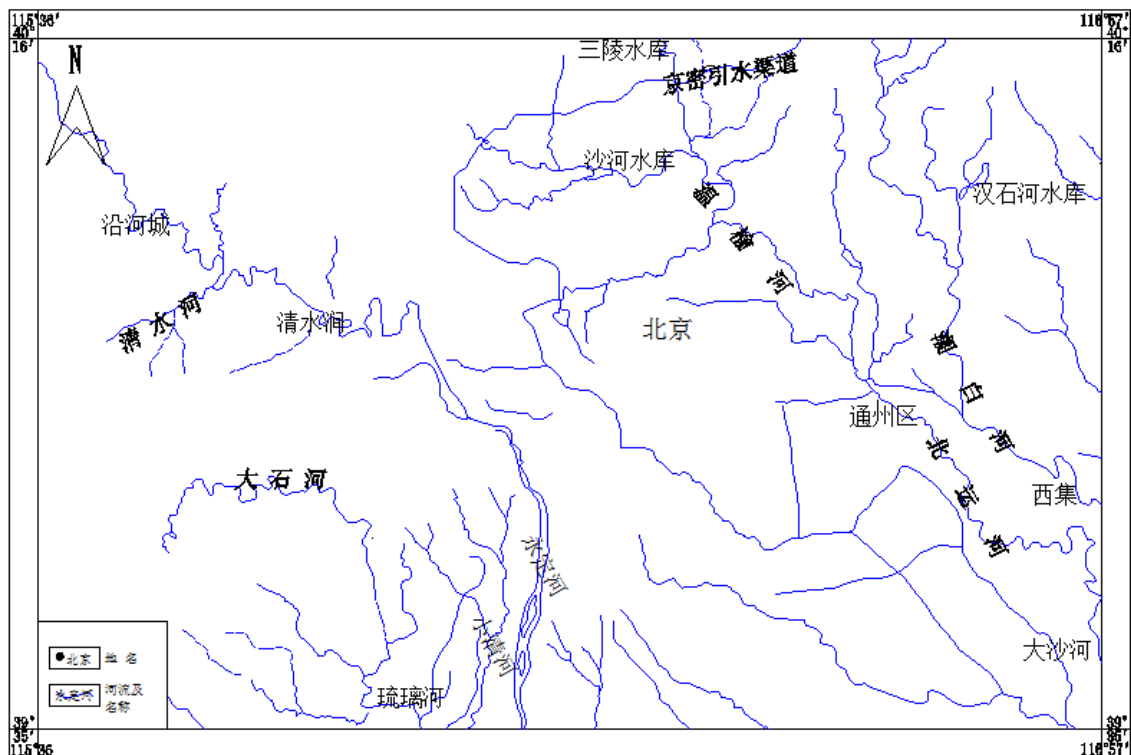 115°36′
116°57′
40°
16′
40°
16′
N
三陵水库
京密引水渠道
沙河水库
汉石河水库
沿河城
温榆河
清水河
清水涧
北京
潮白河
通州区
大石河
北运河
西集
永定河
小清河
大沙河
琉璃河
北京 地名
永定河 河流及
名称
39°
35′
39°
35′
115°36
116°57′